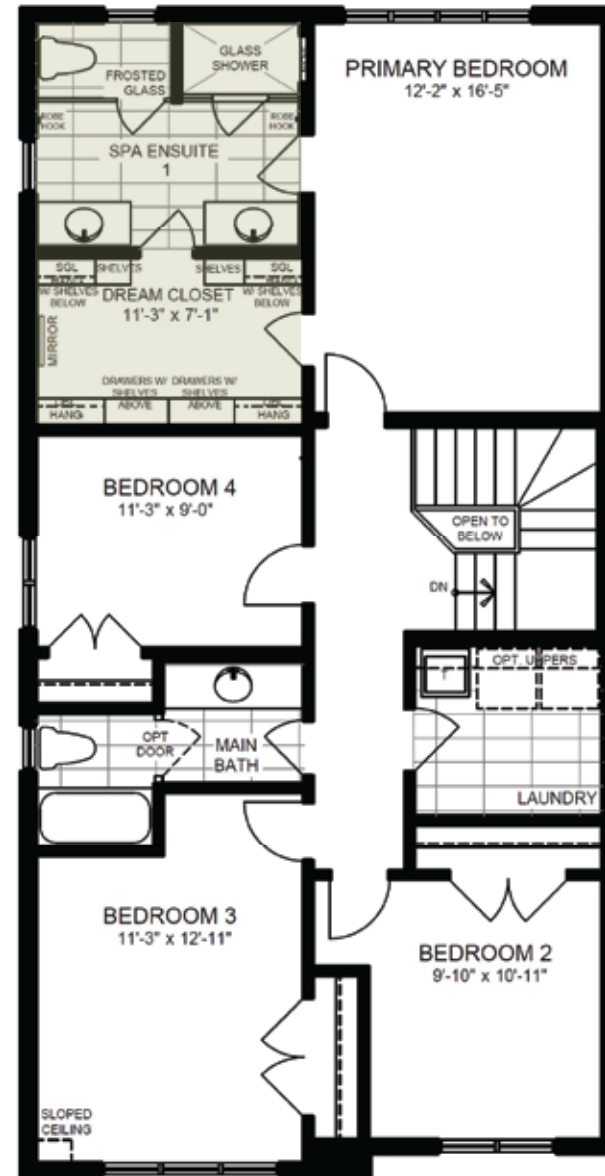 GLASS
SHOWER
FROSTED
GLASS
PRIMARY BEDROOM
12'-2" x 16'-5"
ROBE
HOOK
ROBE
HOOK
SPA ENSUITE
1
SGL
SHELVES
SHELVES
SGL
W/ SHELVES
BELOW
W/ SHELVES
BELOW
DREAM CLOSET
11'-3" x 7'-1"
MIRROR
DRAWERS W/
SHELVES
ABOVE
DRAWERS W/
SHELVES
ABOVE
HANG
HANG
BEDROOM 4
11'-3" x 9'-0"
OPEN TO
BELOW
DN
OPT. UPPERS
OPT
DOOR
MAIN
BATH
LAUNDRY
BEDROOM 3
11'-3" x 12'-11"
BEDROOM 2
9'-10" x 10'-11"
SLOPED
CEILING